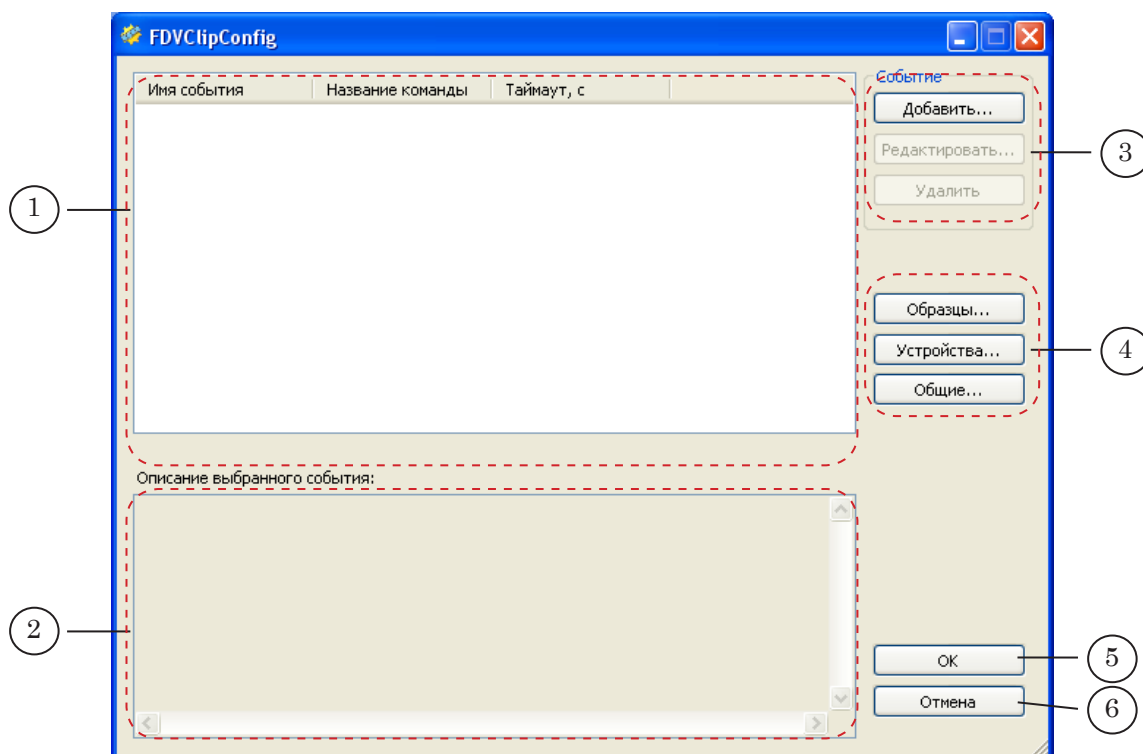 FDVClipConfig
Имя события Название команды Таймаут, с
Событие
Добавить...
Редактировать...
Удалить
3
1
Образцы...
Устройства...
Общие...
4
Описание выбранного события:
2
OK
5
Отмена
6